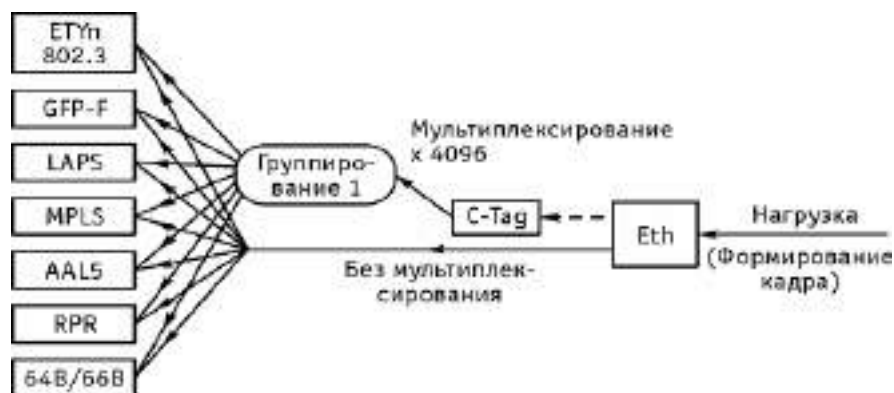 ETYn
802.3
GFP-F
LAPS
MPLS
AAL5
RPR
64B/66B
Группиро-
вание 1
Мультиплексирование
x 4096
C-Tag
Без мультиплек-
сирования
Eth
Нагрузка
(Формирование
кадра)